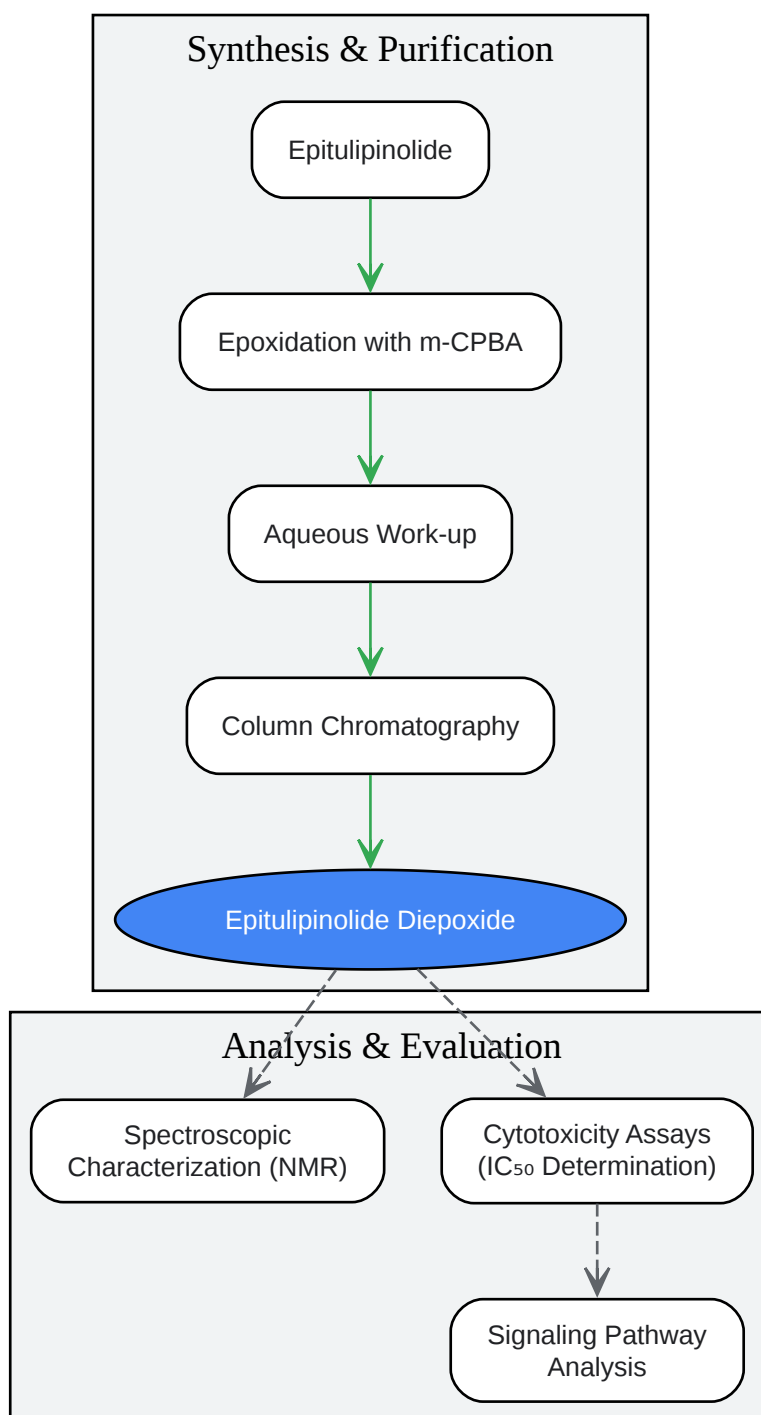 Synthesis & Purification
Epitulipinolide
Epoxidation with m-CPBA
Aqueous Work-up
Column Chromatography
Epitulipinolide Diepoxide
Analysis & Evaluation
Spectroscopic
Characterization (NMR)
Cytotoxicity Assays
(IC₅₀ Determination)
Signaling Pathway
Analysis